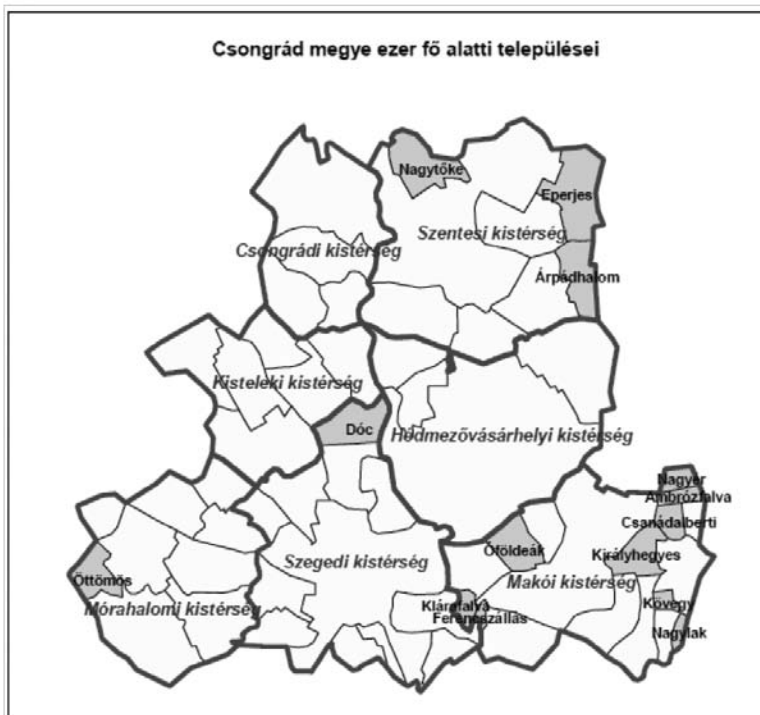 Csongrád megye ezer fő alatti települései
Nagytőke
Eperjes
Szentesi kistérség
Csongrádi kistérség
Árpádhalom
Kisteleki kistérség
Dóc
Hódmezővásárhelyi kistérség
Nagyér
Ambrózfalva
Csanádalberti
Óföldeák
Királyhegyes
Szegedi kistérség
Öttömös
Makói kistérség
Mórahalmi kistérség
Klárafalva
Kövegy
Ferencszállás
Nagylak